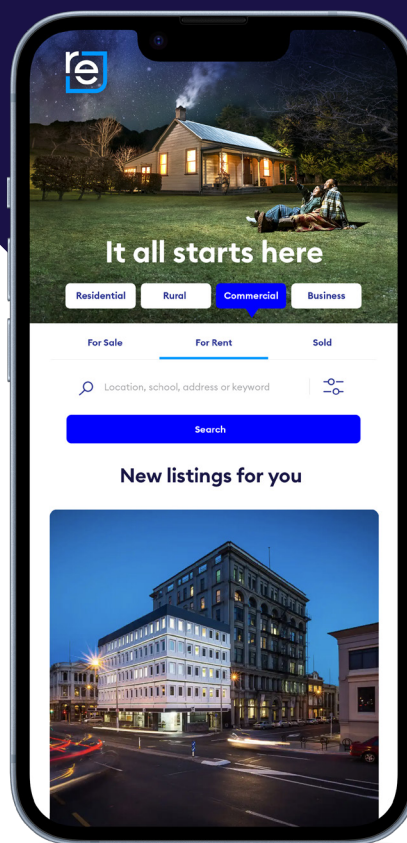 re
It all starts here
Residential Rural Commercial Business
For Sale For Rent Sold
Location, school, address or keyword
Search
New listings for you